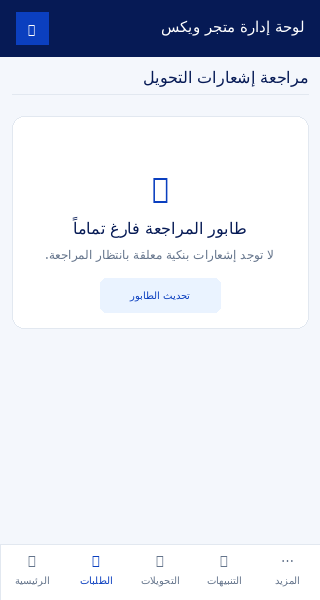 لوحة إدارة متجر ويكس
مراجعة إشعارات التحويل
طابور المراجعة فارغ تماماً
لا توجد إشعارات بنكية معلقة بانتظار المراجعة.
تحديث الطابور
الرئيسية
الطلبات
التحويلات
التنبيهات
المزيد